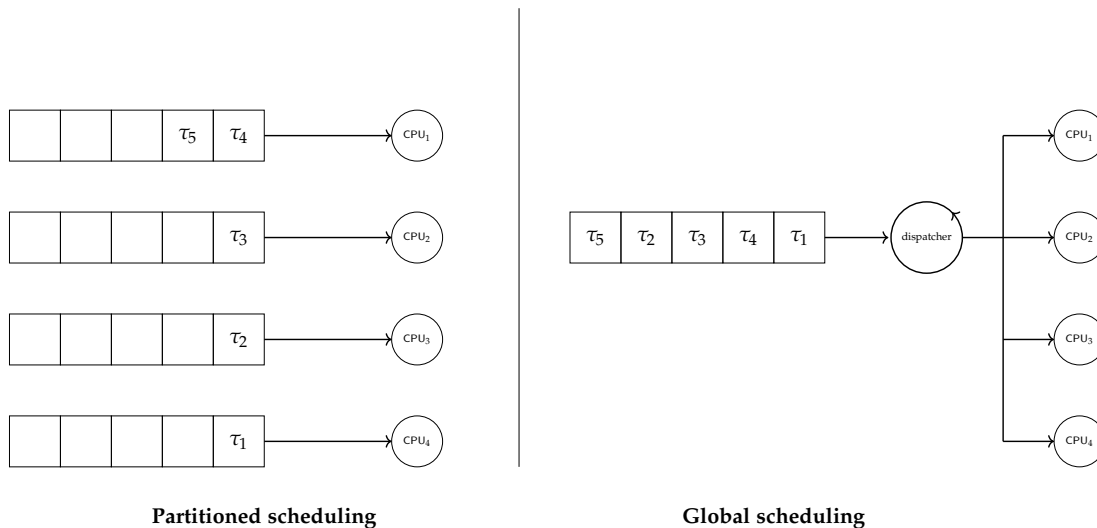 τ5 τ4 CPU1
τ3 CPU2
τ2 CPU3
τ1 CPU4
Partitioned scheduling
CPU1
τ5 τ2 τ3 τ4 τ1 dispatcher CPU2
CPU3
CPU4
Global scheduling